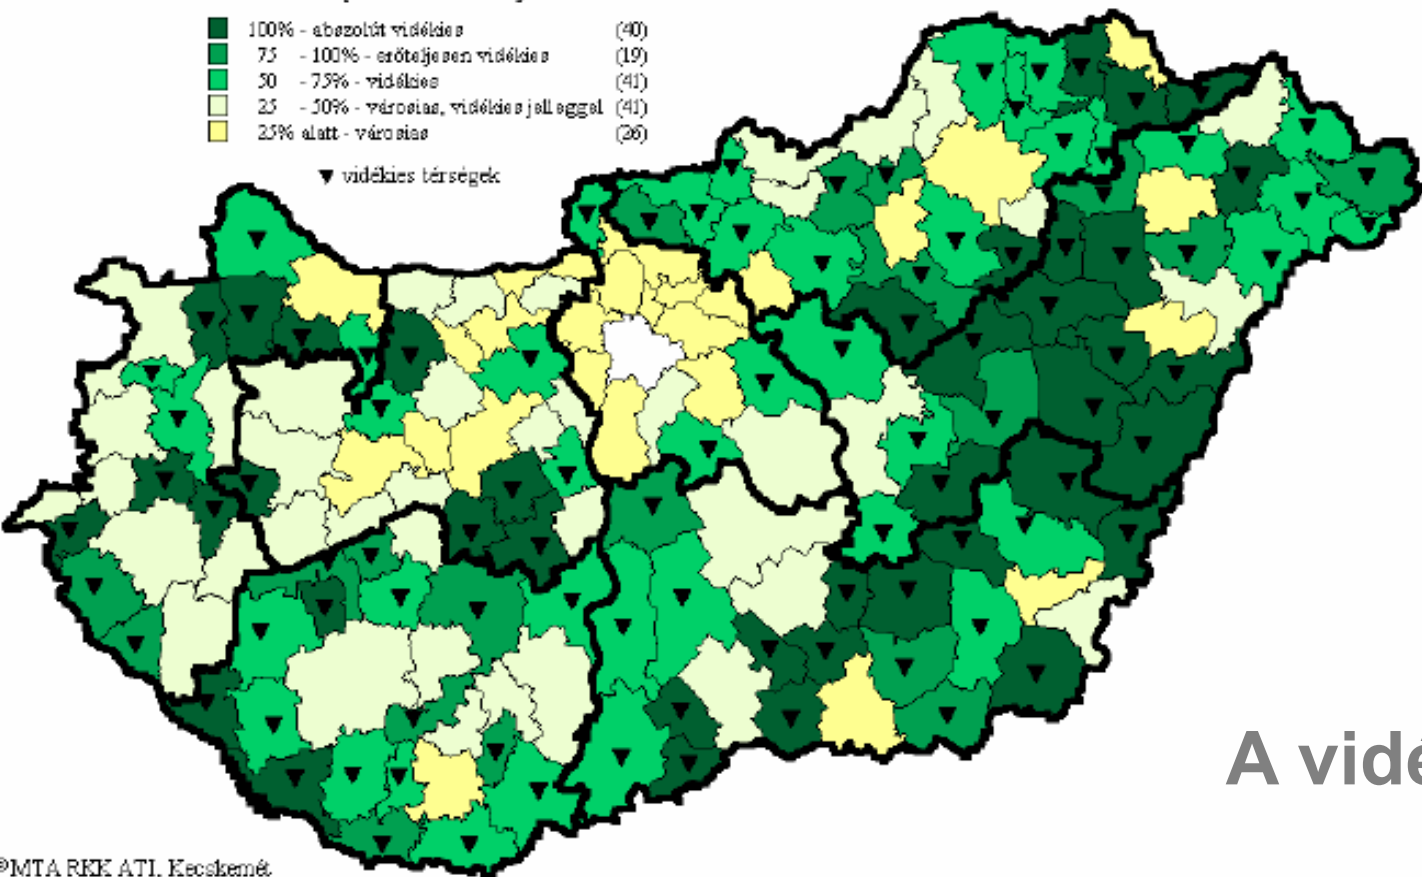 100% - abszolút vidékies (40)
75 - 100% - erőteljesen vidékies (19)
50 - 75% - vidékies (41)
25 - 50% - városias, vidékies jelleggel (41)
25% alatt - városias (26)
▼ vidékies térségek
A vidé
©MTA RKK ATI. Kecskemét